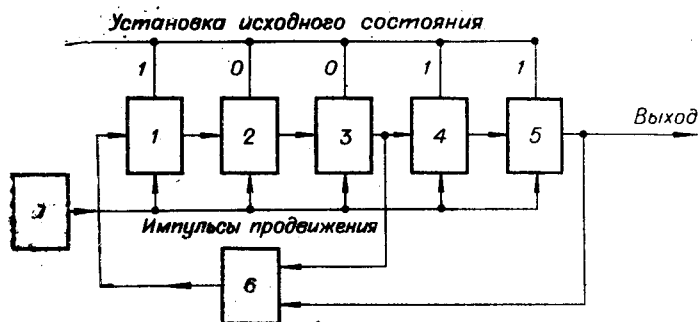 Установка исходного состояния
1 0 0 1 1
1 2 3 4 5
Выход
Импульсы продвижения
6